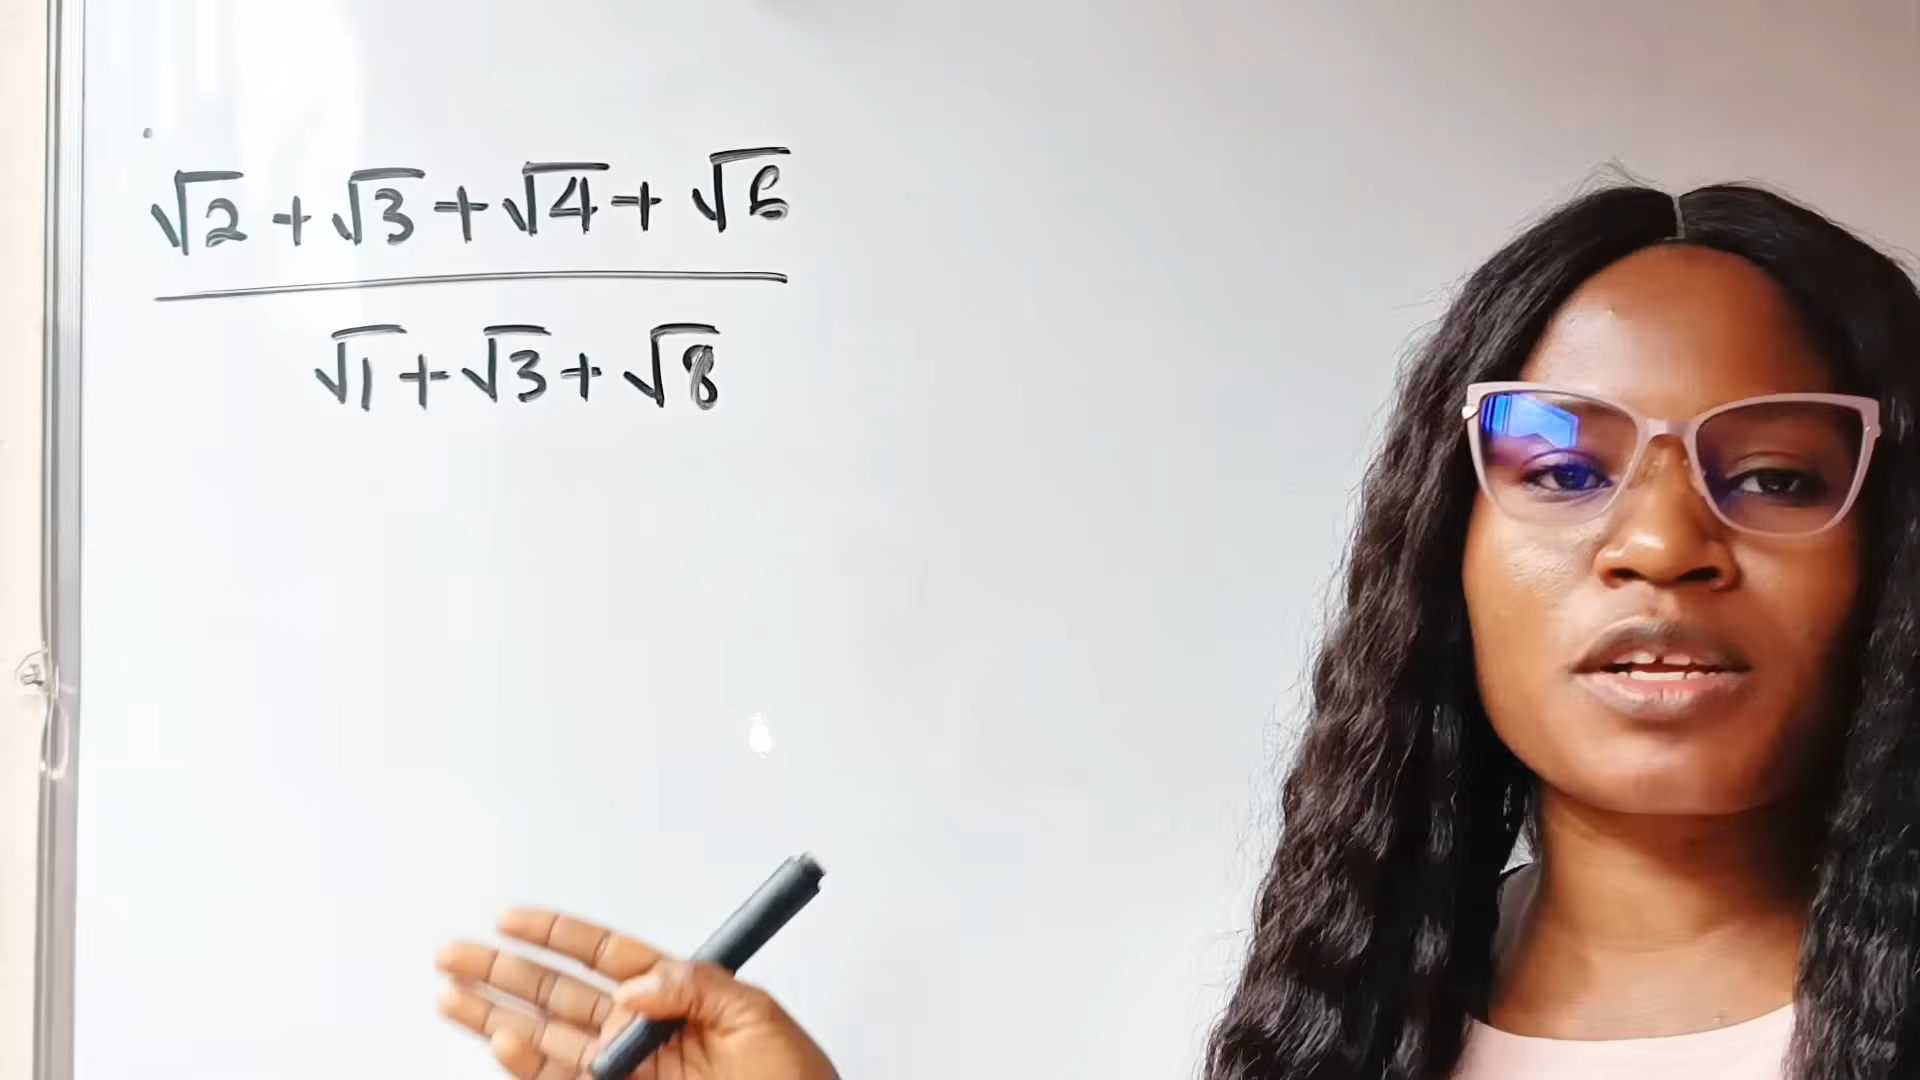 √2 + √3 + √4 + √6
√1 + √3 + √8